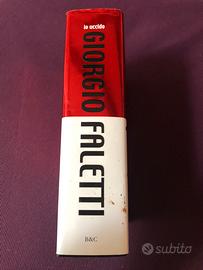 io uccido
GIORGIO
FALETTI
B&C
subito